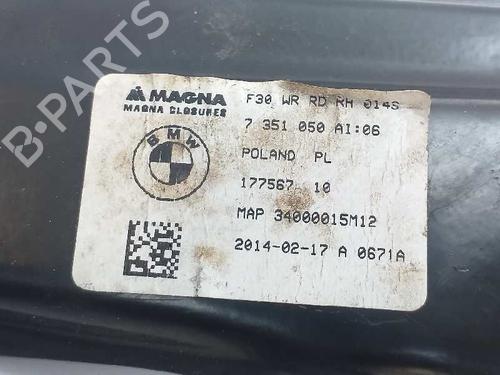 MAGNA
MAGNA CLOSURES
BMW
F30 WR RD RH 014S
7 351 050 AI:06
POLAND PL
177567 10
MAP 34000015M12
2014-02-17 A 0671A
B-PARTS